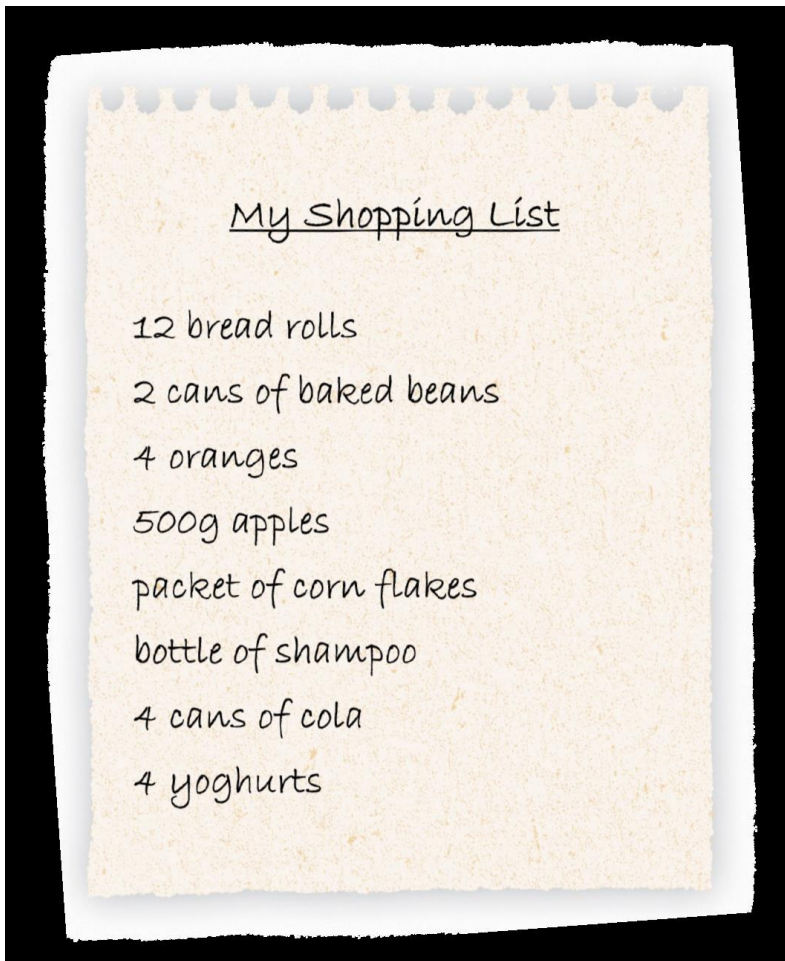 My Shopping List
12 bread rolls
2 cans of baked beans
4 oranges
500g apples
packet of corn flakes
bottle of shampoo
4 cans of cola
4 yoghurts